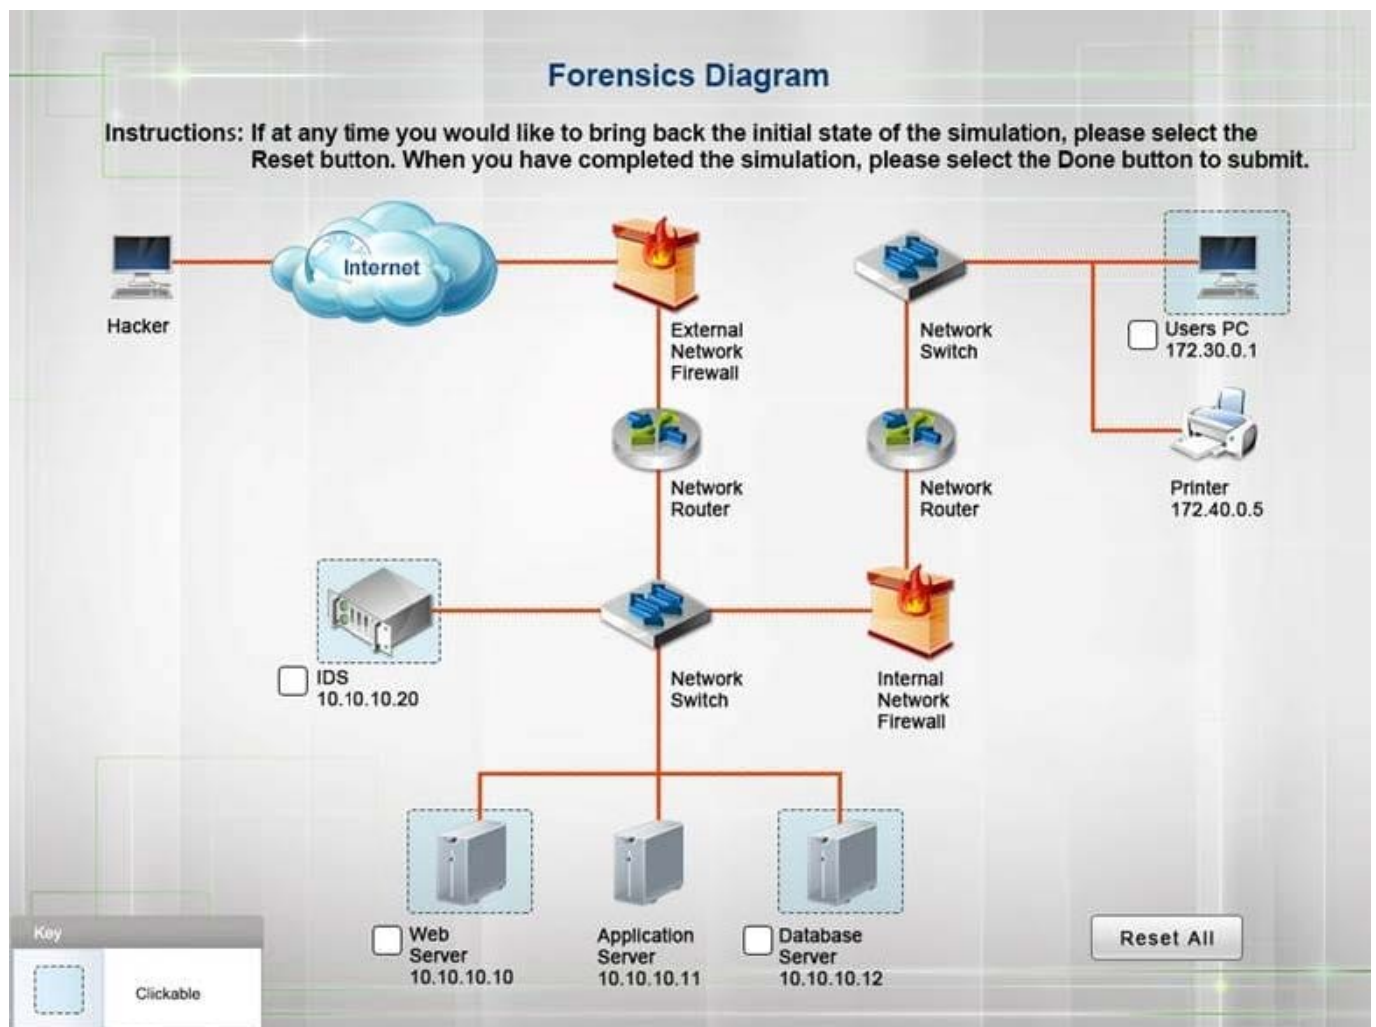 Forensics Diagram
Instructions: If at any time you would like to bring back the initial state of the simulation, please select the
Reset button. When you have completed the simulation, please select the Done button to submit.
Internet
Hacker
External
Network
Firewall
Network
Switch
Users PC
172.30.0.1
Network
Router
Network
Router
Printer
172.40.0.5
IDS
10.10.10.20
Network
Switch
Internal
Network
Firewall
Web
Server
10.10.10.10
Application
Server
10.10.10.11
Database
Server
10.10.10.12
Reset All
Key
Clickable